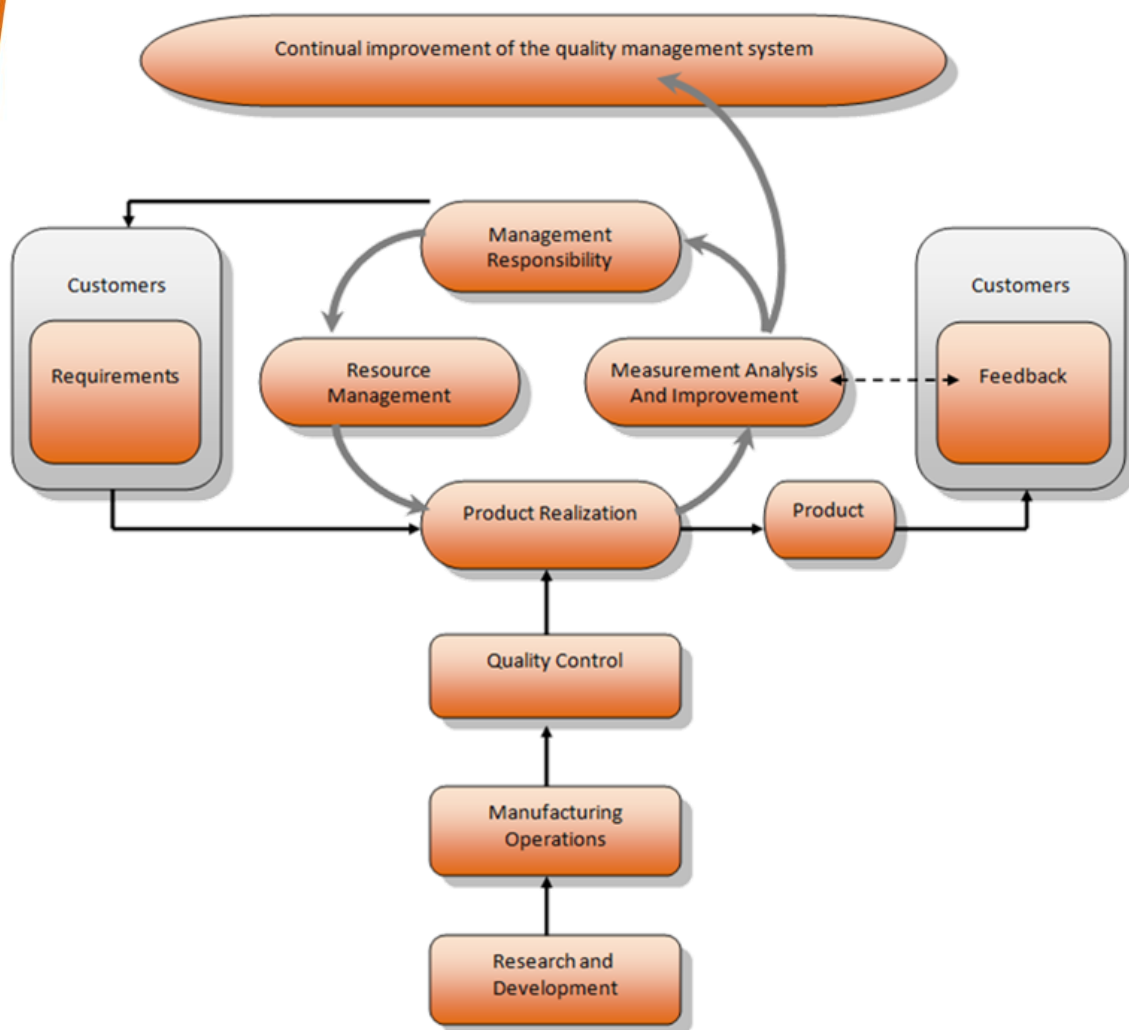 Continual improvement of the quality management system
Management
Responsibility
Customers
Requirements
Resource
Management
Measurement Analysis
And Improvement
Customers
Feedback
Product Realization
Product
Quality Control
Manufacturing
Operations
Research and
Development